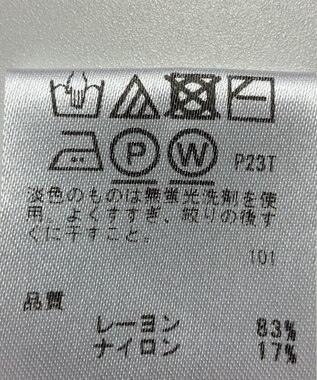 P W P23T
淡色のものは無蛍光洗剤を使
用、よくすすぎ、絞りの後す
ぐに干すこと。
101
品質
レーヨン 83%
ナイロン 17%